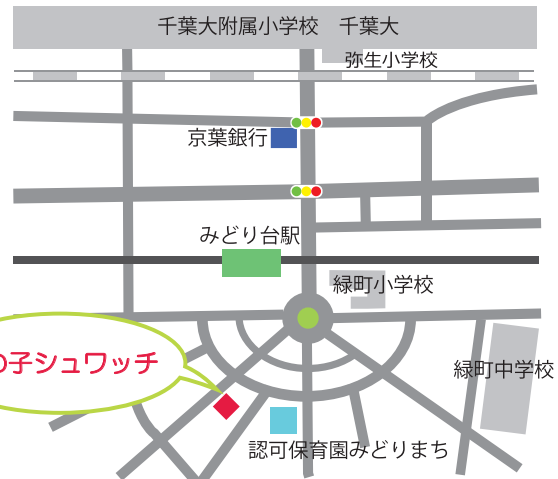 千葉大附属小学校 千葉大
弥生小学校
京葉銀行
みどり台駅
緑町小学校
の子シュワッチ
緑町中学校
認可保育園みどりまち